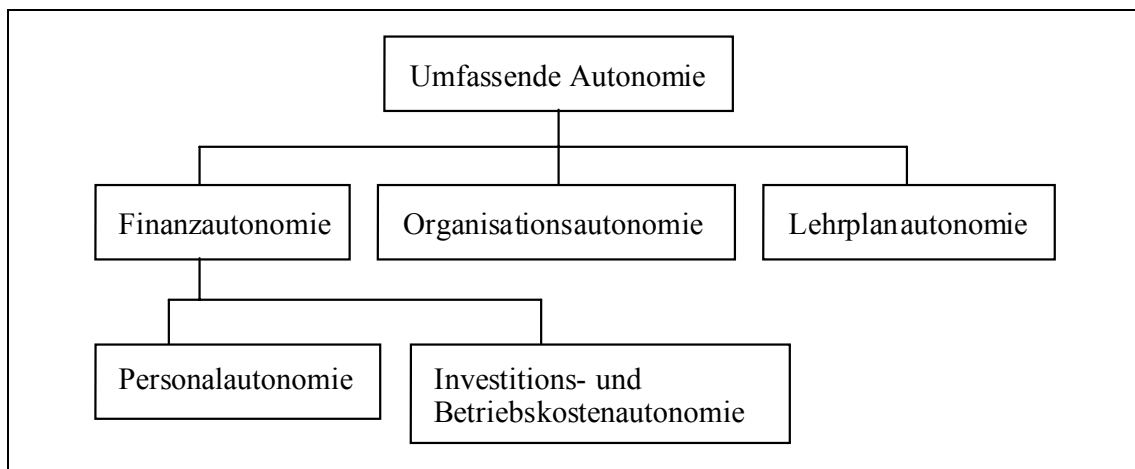 Umfassende Autonomie
Finanzautonomie
Organisationsautonomie
Lehrplanautonomie
Personalautonomie
Investitions- und
Betriebskostenautonomie